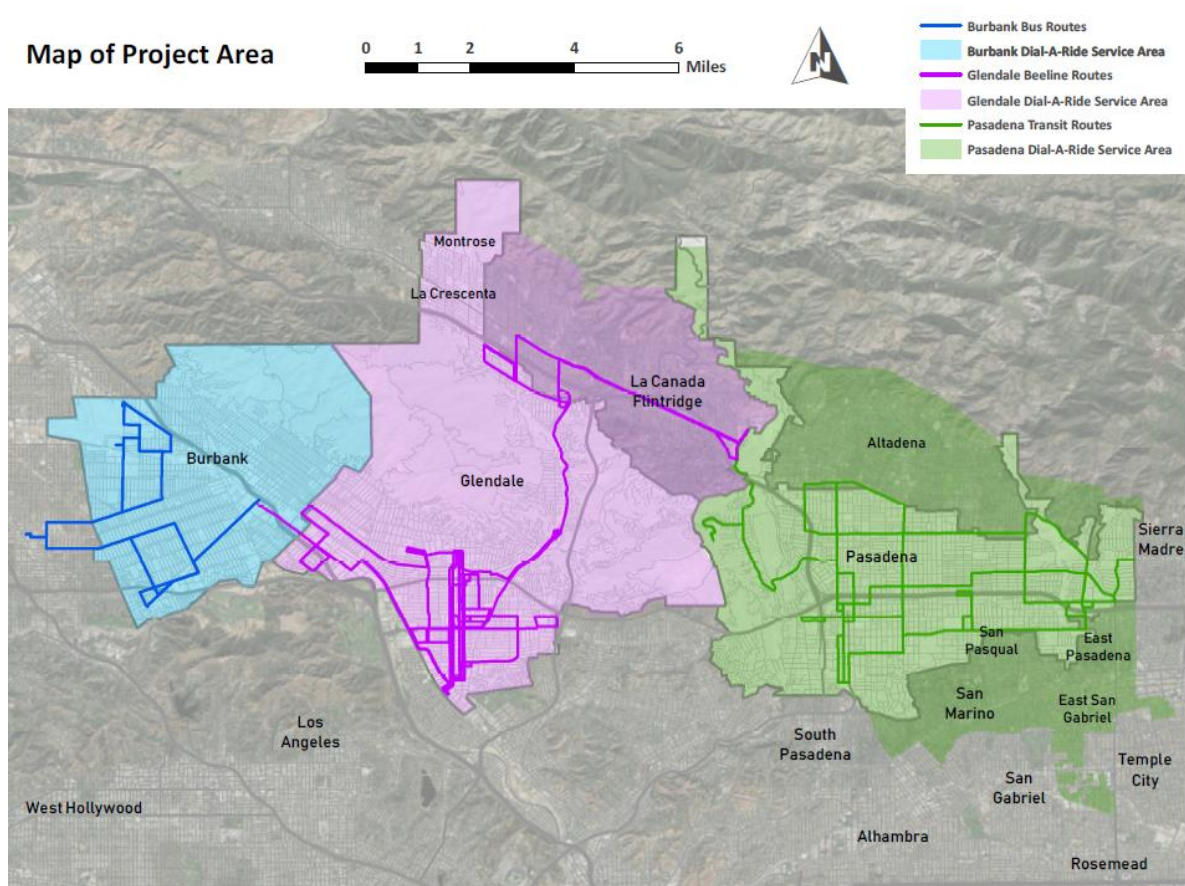 Map of Project Area
0 1 2 4 6
Miles
N
Burbank Bus Routes
Burbank Dial-A-Ride Service Area
Glendale Beeline Routes
Glendale Dial-A-Ride Service Area
Pasadena Transit Routes
Pasadena Dial-A-Ride Service Area
Montrose
La Crescenta
La Canada
Flintridge
Altadena
Burbank
Glendale
Pasadena
Sierra
Madre
San
Pasqual
East
Pasadena
San
Marino
East San
Gabriel
Los
Angeles
South
Pasadena
Temple
City
San
Gabriel
West Hollywood
Alhambra
Rosemead